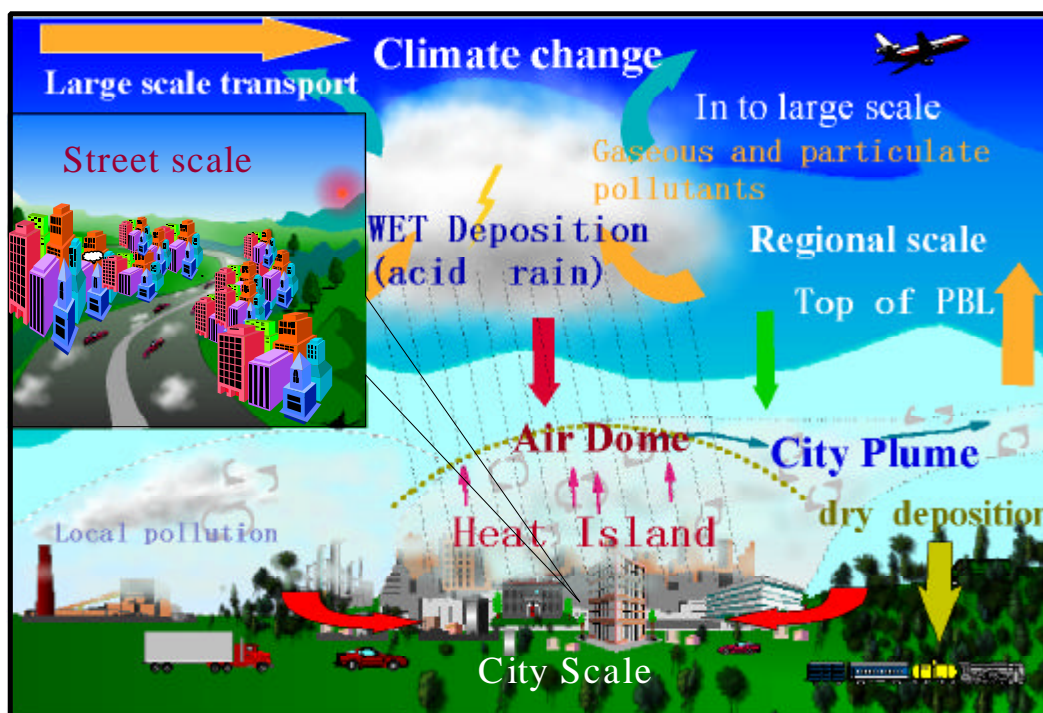 Climate change
Large scale transport
In to large scale
Gaseous and particulate
pollutants
Street scale
WET Deposition
(acid rain)
Regional scale
Top of PBL
Air Dome
City Plume
dry deposition
Heat Island
Local pollution
City Scale